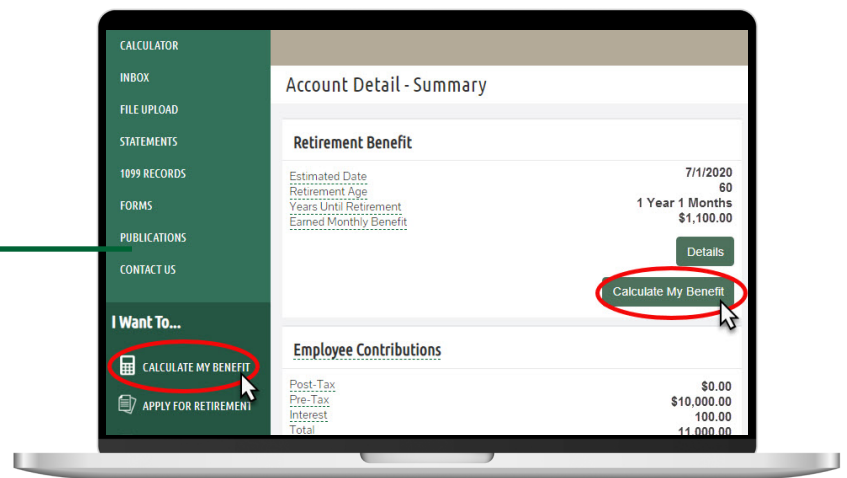 CALCULATOR
INBOX
FILE UPLOAD
STATEMENTS
1099 RECORDS
FORMS
PUBLICATIONS
CONTACT US
I Want To...
CALCULATE MY BENEFIT
APPLY FOR RETIREMENT
Account Detail - Summary
Retirement Benefit
Estimated Date 7/1/2020
Retirement Age 60
Years Until Retirement 1 Year 1 Months
Earned Monthly Benefit $1,100.00
Details
Calculate My Benefit
Employee Contributions
Post-Tax $0.00
Pre-Tax $10,000.00
Interest 100.00
Total 11,000.00